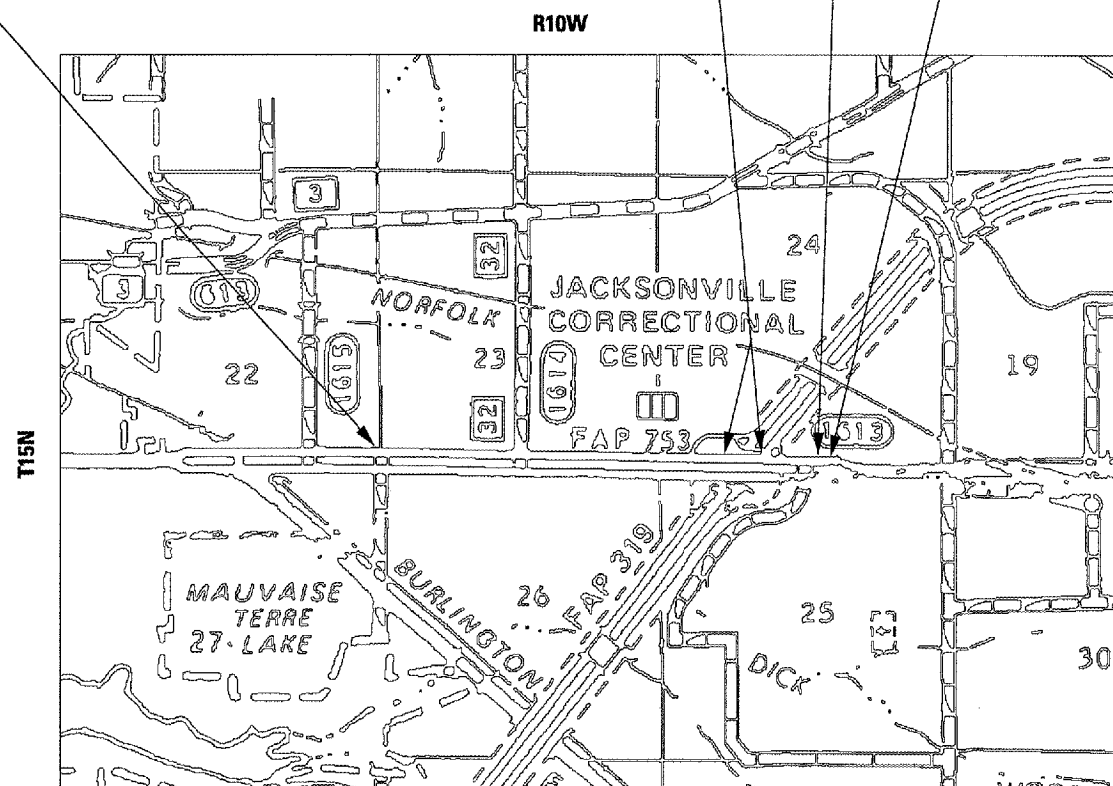 R10W
T15N
3
3
613
NORFOLK
32
24
JACKSONVILLE
CORRECTIONAL
CENTER
22
1615
23
1614
19
32
FAP 753
1613
MAUVAISE
TERRE
27 LAKE
BURLINGTON
26
FAP 319
25
DICK
30